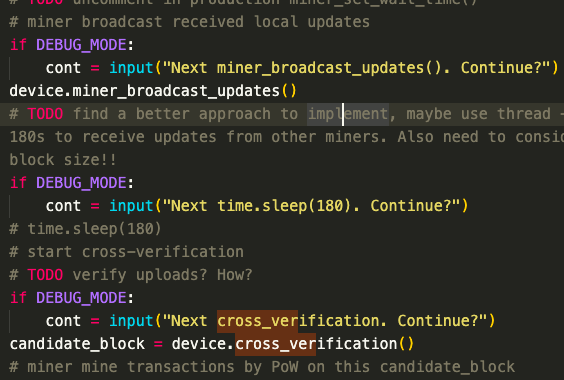 # TODO uncomment in production miner_set_wait_time()
# miner broadcast received local updates
if DEBUG_MODE:
cont = input("Next miner_broadcast_updates(). Continue?")
device.miner_broadcast_updates()
# TODO find a better approach to implement, maybe use thread -
180s to receive updates from other miners. Also need to consid
block size!!
if DEBUG_MODE:
cont = input("Next time.sleep(180). Continue?")
# time.sleep(180)
# start cross-verification
# TODO verify uploads? How?
if DEBUG_MODE:
cont = input("Next cross_verification. Continue?")
candidate_block = device.cross_verification()
# miner mine transactions by PoW on this candidate_block